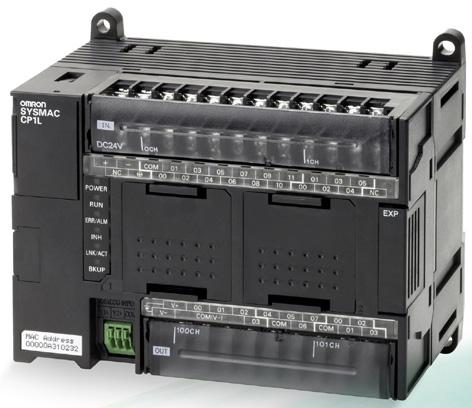 OMRON
SYSMAC
CP1L
IN
DC24V
0CH
1CH
+ COM 01 03 05 07 09 11 01 03 05
NC 00 02 04 06 08 10 00 02 04 NC
POWER
RUN
ERR/ALM
INH
LNK/ACT
BKUP
EXP
V+ 00 01 02 04 05 07 00 02
V- COM(V-) 03 COM 06 COM 01 03
100CH
101CH
OUT
MAC Address
00000A310232